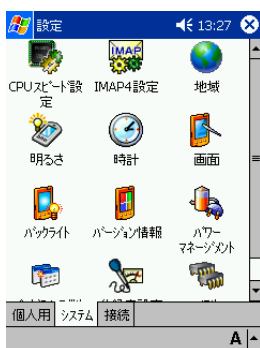 設定 13:27
IMAP
CPUスピード設定 IMAP4設定 地域
明るさ 時計 画面
バックライト バージョン情報 パワーマネージメント
個人用 システム 接続
A